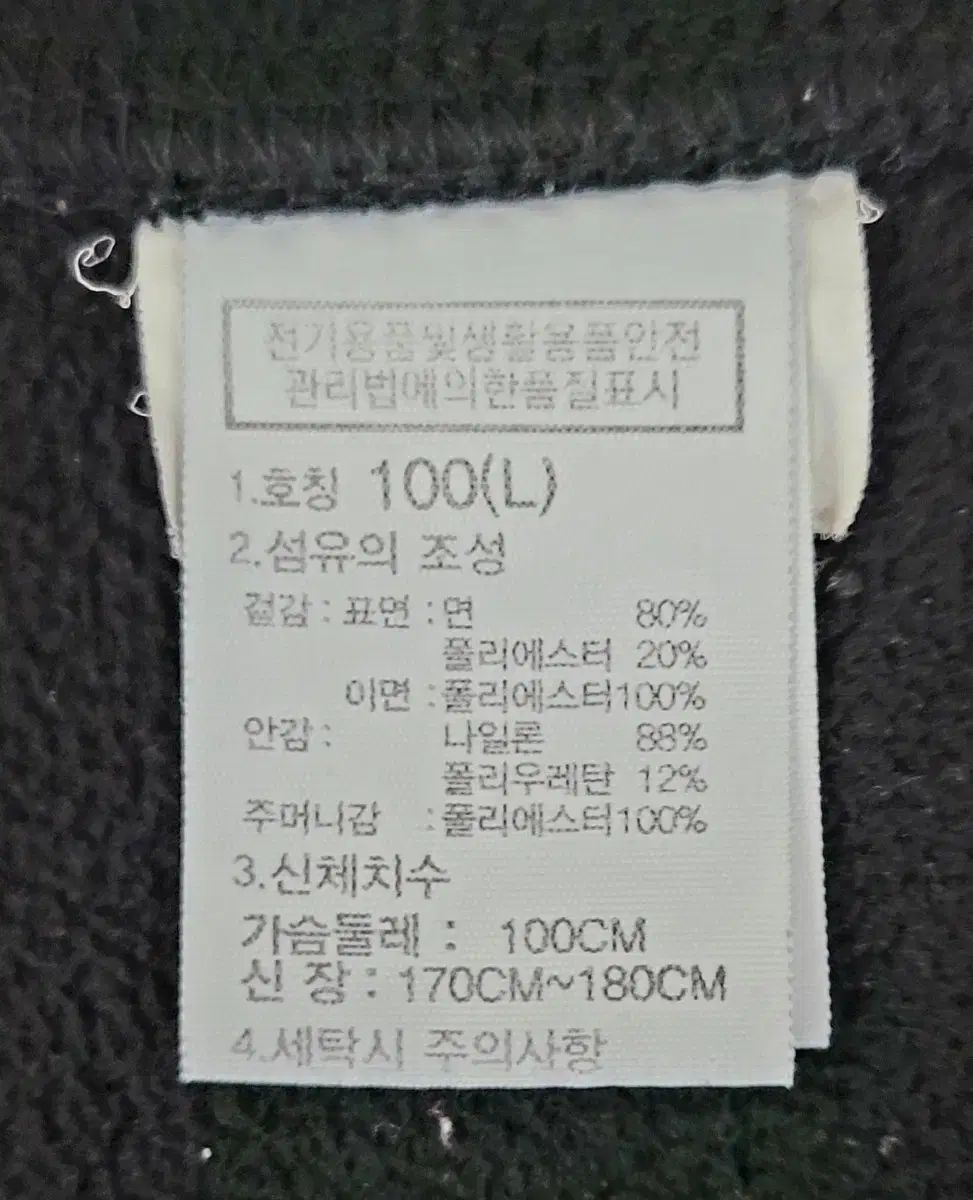 전기용품및생활용품안전
관리법에의한품질표시
1.호칭 100(L)
2.섬유의 조성
겉감 : 표면 : 면 80%
폴리에스터 20%
이면 : 폴리에스터100%
안감 : 나일론 88%
폴리우레탄 12%
주머니감 : 폴리에스터100%
3.신체치수
가슴둘레 : 100CM
신 장 : 170CM~180CM
4.세탁시 주의사항